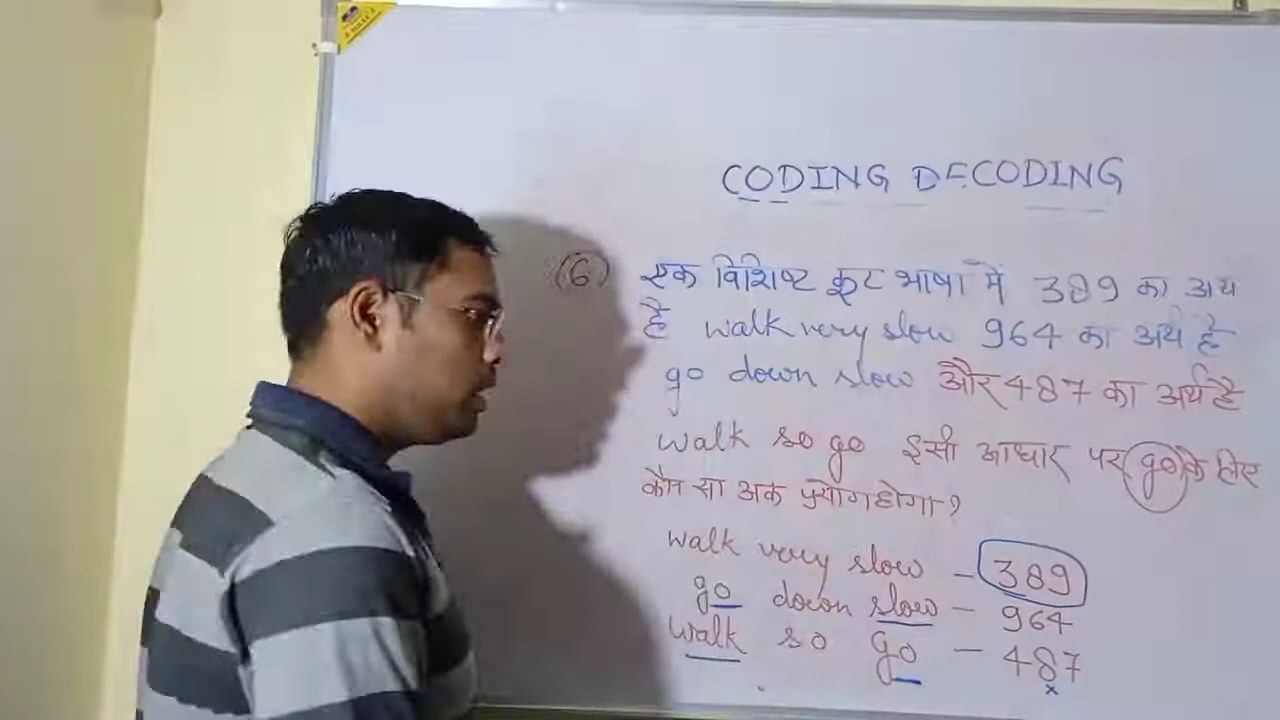 CODING DECODING
(6) एक विशिष्ट कूट भाषा में 389 का अर्थ
है walk very slow 964 का अर्थ है
go down slow और 487 का अर्थ है
walk so go इसी आधार पर go के लिए
कौन सा अंक प्रयोग होगा?
walk very slow - 389
go down slow - 964
walk so go - 487
x